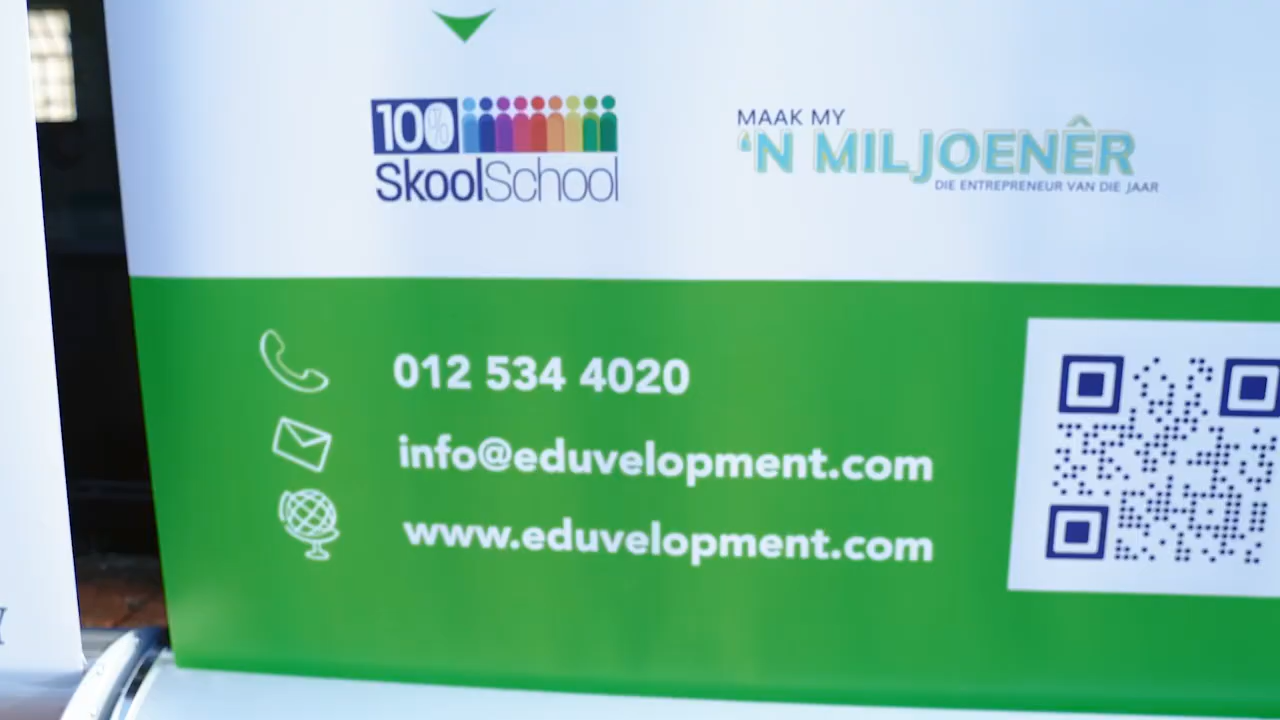 100%
SkoolSchool
MAAK MY
'N MILJOENÊR
DIE ENTREPRENEUR VAN DIE JAAR
012 534 4020
info@eduvelopment.com
www.eduvelopment.com